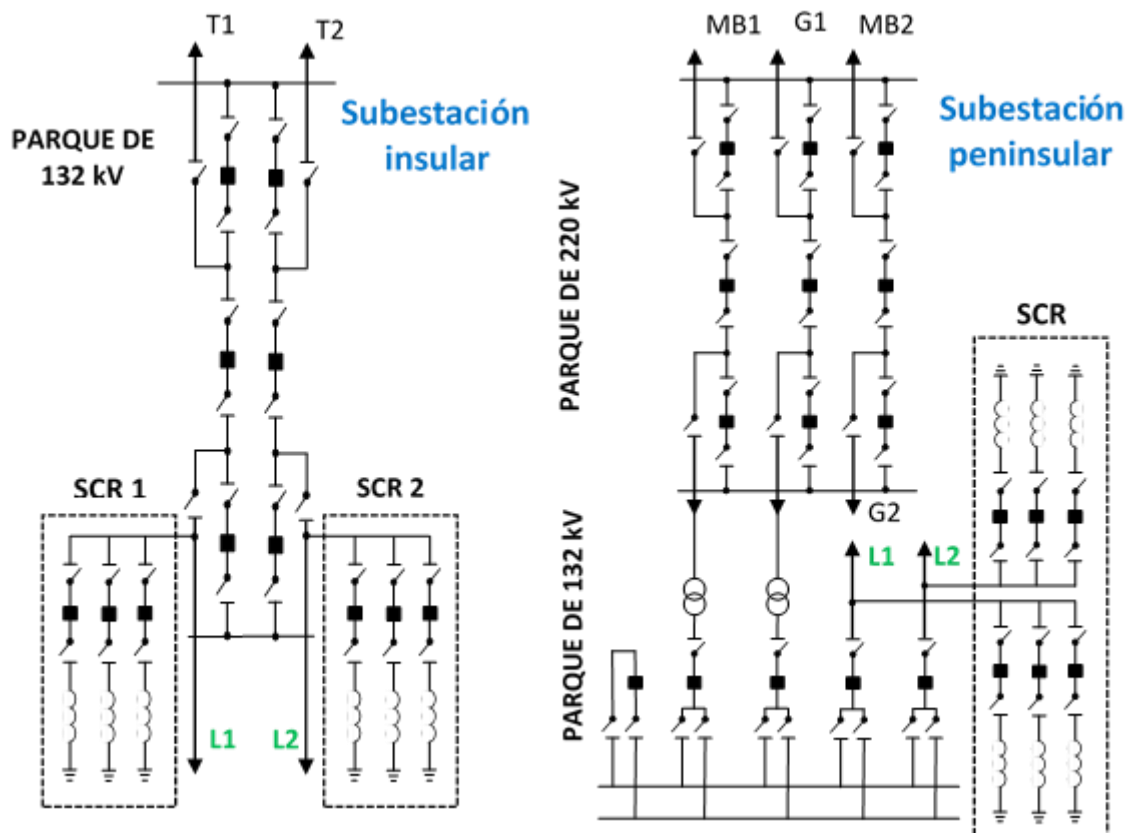 T1
T2
Subestación
insular
PARQUE DE
132 kV
SCR 1
SCR 2
L1
L2
MB1
G1
MB2
Subestación
peninsular
PARQUE DE 220 kV
SCR
G2
L1
L2
PARQUE DE 132 kV